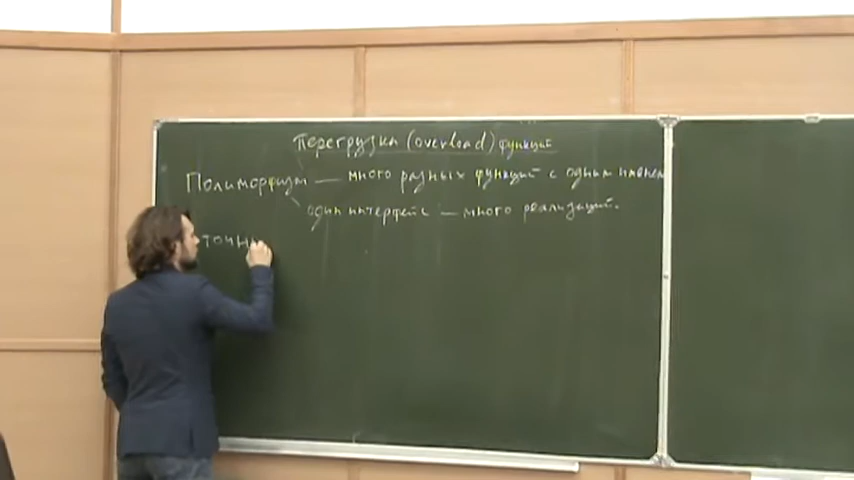 Перегрузка (overload) функций
Полиморфизм — много разных функций с одним именем
один интерфейс — много реализаций.
точн